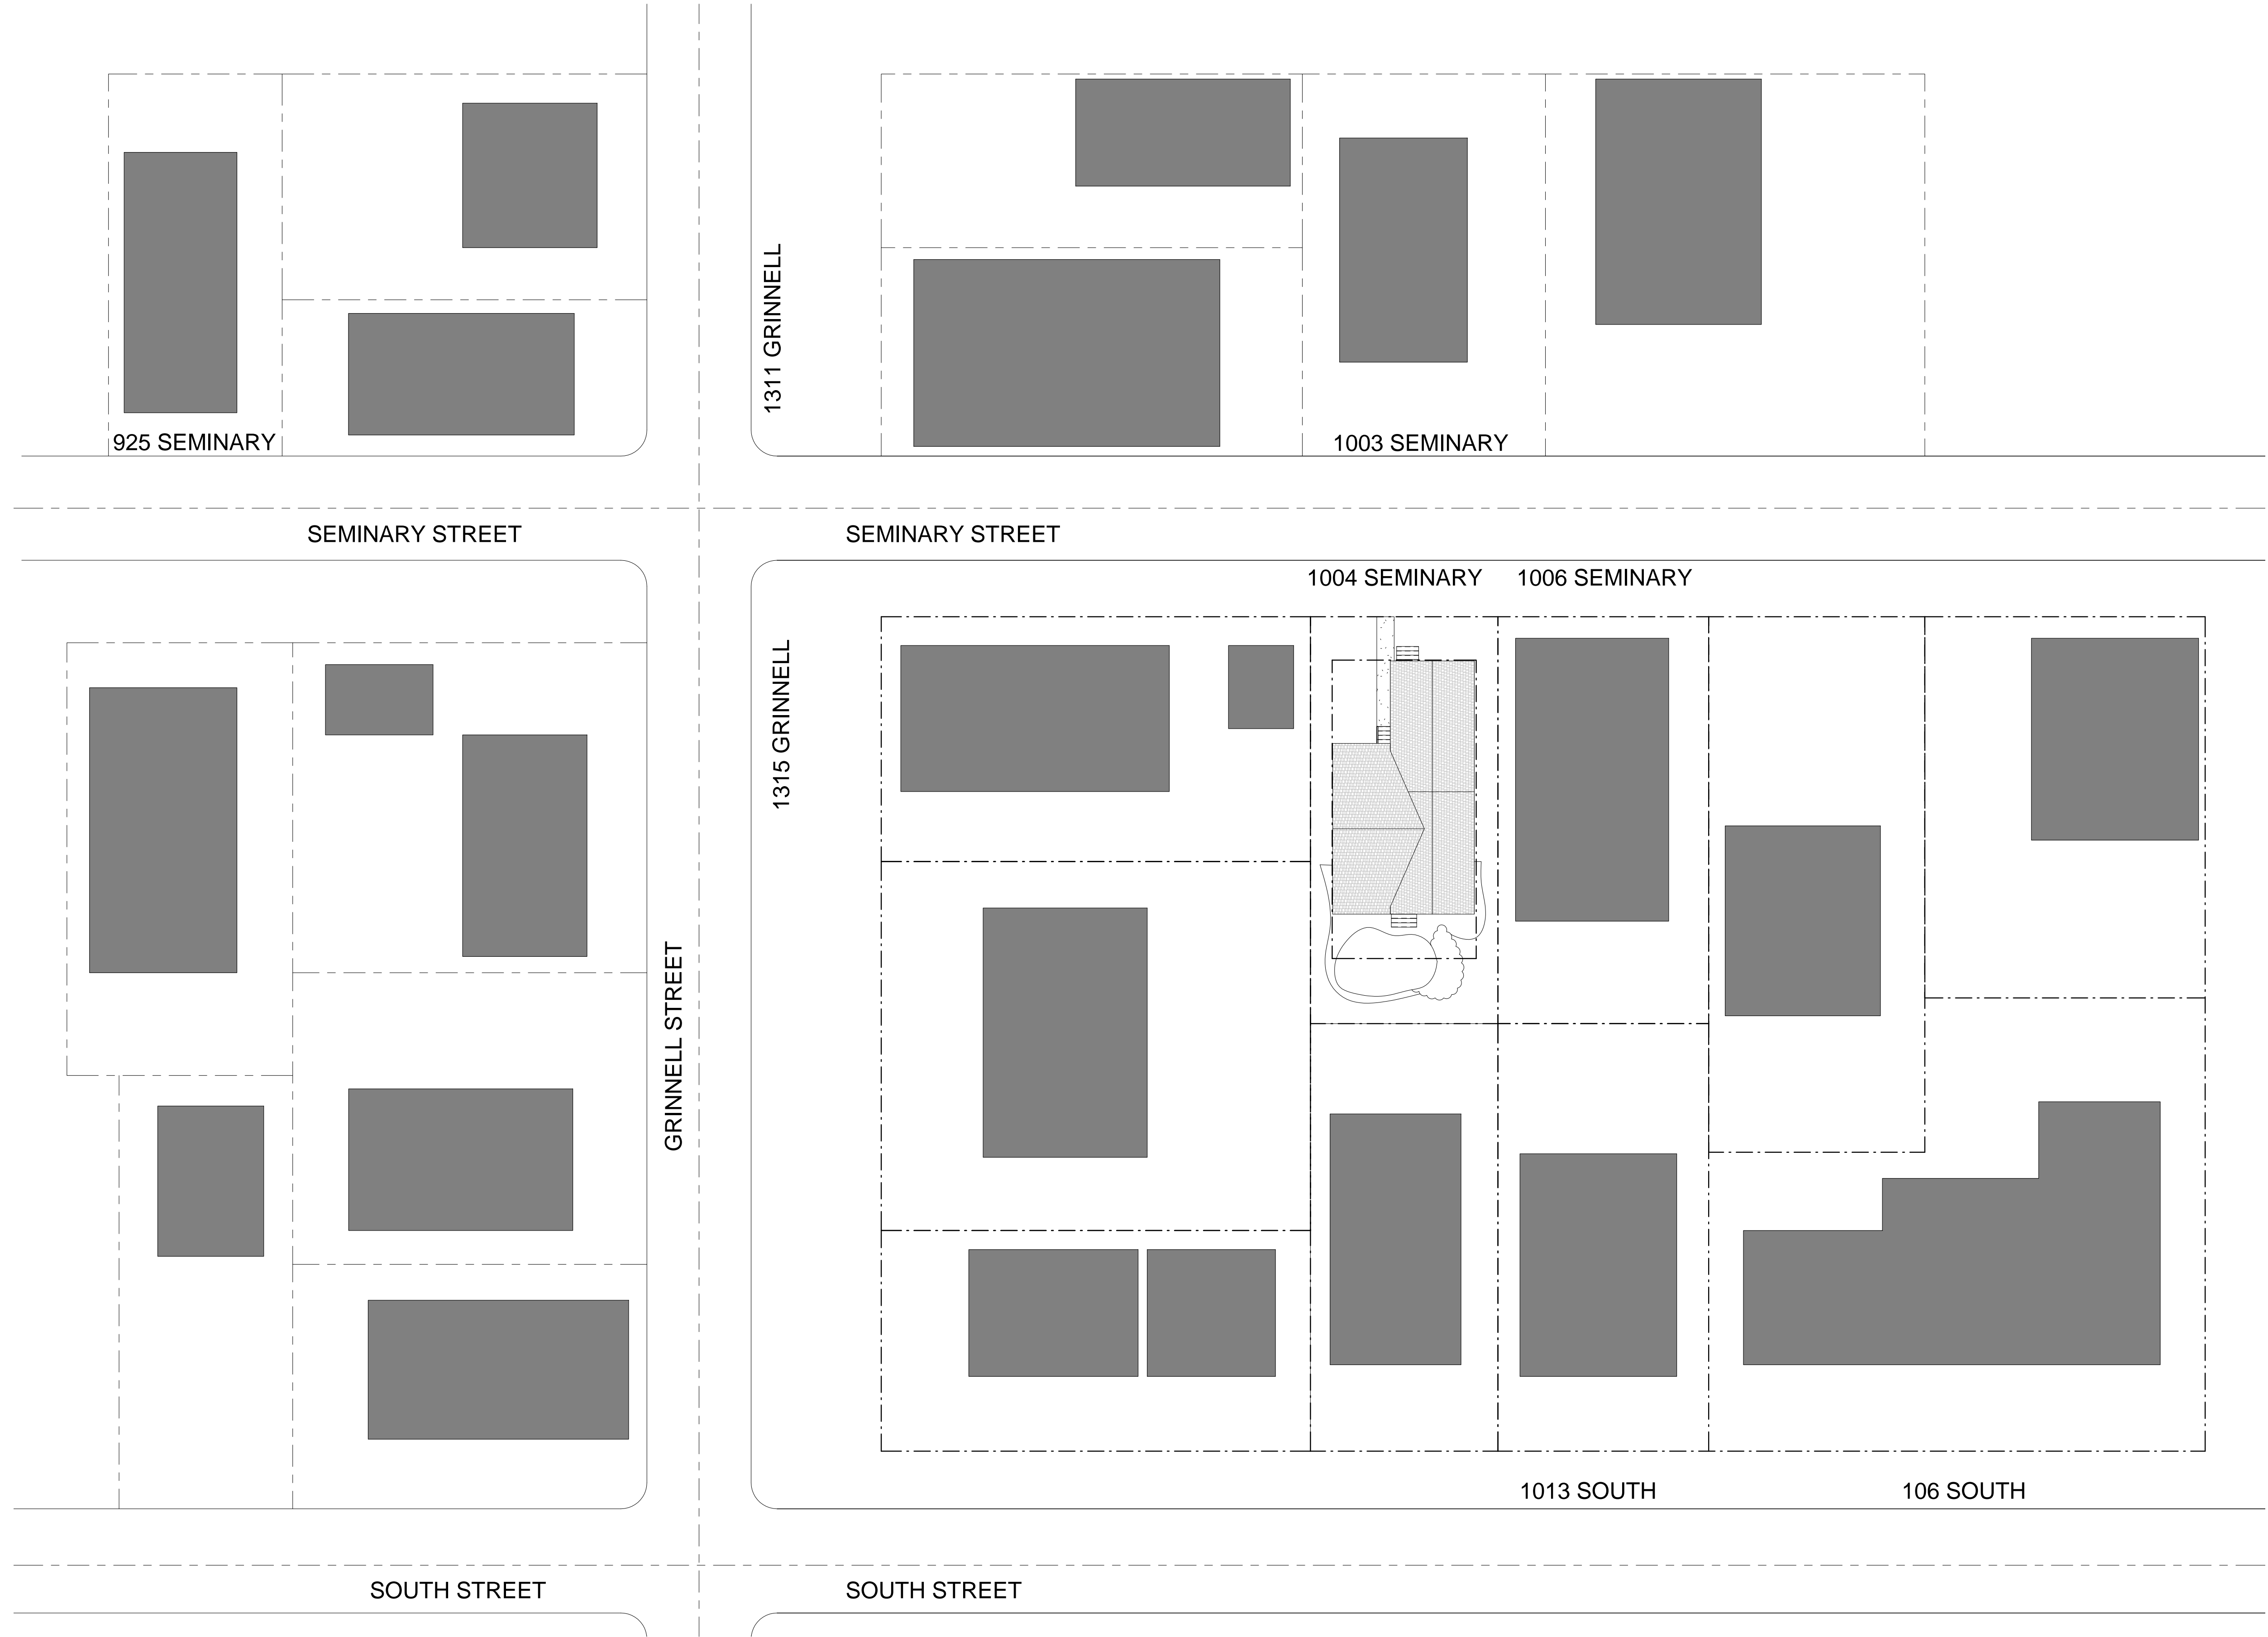 1311 GRINNELL
925 SEMINARY
1003 SEMINARY
SEMINARY STREET
SEMINARY STREET
1004 SEMINARY
1006 SEMINARY
1315 GRINNELL
GRINNELL STREET
1013 SOUTH
106 SOUTH
SOUTH STREET
SOUTH STREET